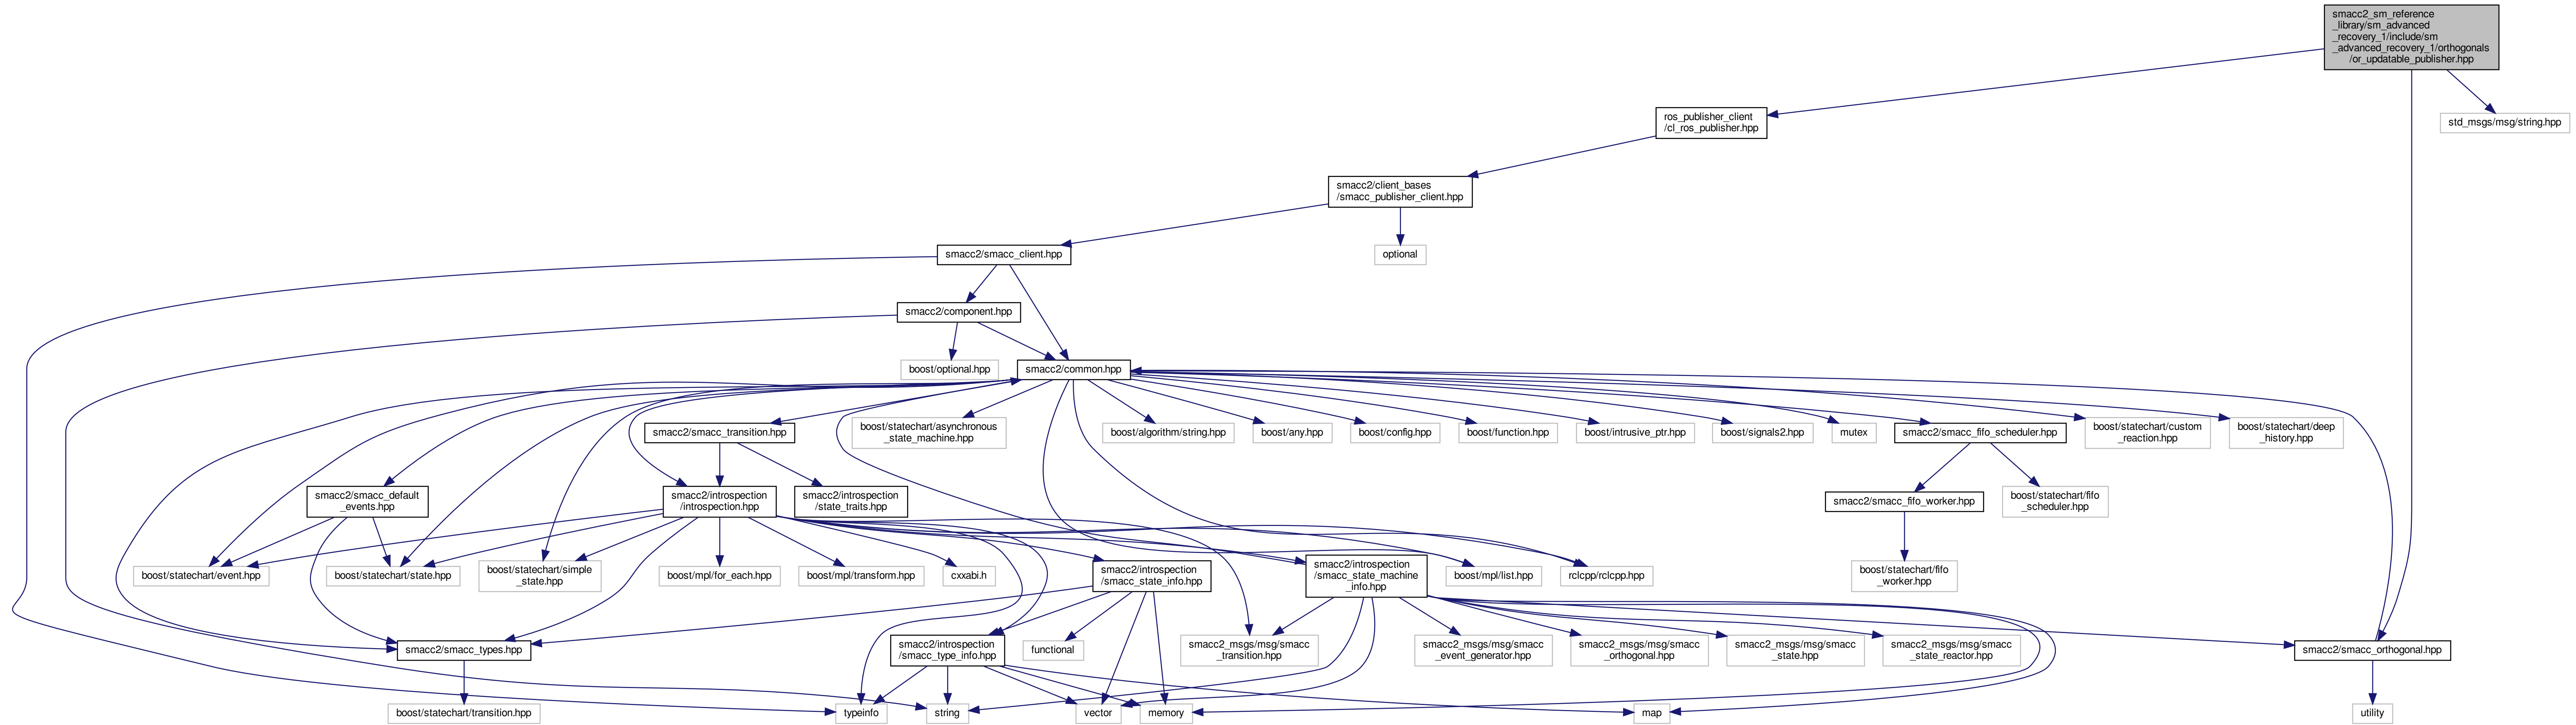 smacc2_sm_reference
_library/sm_advanced
_recovery_1/include/sm
_advanced_recovery_1/orthogonals
/or_updatable_publisher.hpp
ros_publisher_client
/cl_ros_publisher.hpp
std_msgs/msg/string.hpp
smacc2/client_bases
/smacc_publisher_client.hpp
smacc2/smacc_client.hpp
optional
smacc2/component.hpp
boost/optional.hpp
smacc2/common.hpp
smacc2/smacc_transition.hpp
boost/statechart/asynchronous
_state_machine.hpp
boost/algorithm/string.hpp
boost/any.hpp
boost/config.hpp
boost/function.hpp
boost/intrusive_ptr.hpp
boost/signals2.hpp
mutex
smacc2/smacc_fifo_scheduler.hpp
boost/statechart/custom
_reaction.hpp
boost/statechart/deep
_history.hpp
smacc2/smacc_default
_events.hpp
smacc2/introspection
/introspection.hpp
smacc2/introspection
/state_traits.hpp
smacc2/smacc_fifo_worker.hpp
boost/statechart/fifo
_scheduler.hpp
boost/statechart/event.hpp
boost/statechart/state.hpp
boost/statechart/simple
_state.hpp
boost/mpl/for_each.hpp
boost/mpl/transform.hpp
cxxabi.h
smacc2/introspection
/smacc_state_info.hpp
smacc2/introspection
/smacc_state_machine
_info.hpp
boost/mpl/list.hpp
rclcpp/rclcpp.hpp
boost/statechart/fifo
_worker.hpp
smacc2/smacc_types.hpp
smacc2/introspection
/smacc_type_info.hpp
functional
smacc2_msgs/msg/smacc
_transition.hpp
smacc2_msgs/msg/smacc
_event_generator.hpp
smacc2_msgs/msg/smacc
_orthogonal.hpp
smacc2_msgs/msg/smacc
_state.hpp
smacc2_msgs/msg/smacc
_state_reactor.hpp
smacc2/smacc_orthogonal.hpp
boost/statechart/transition.hpp
typeinfo
string
vector
memory
map
utility